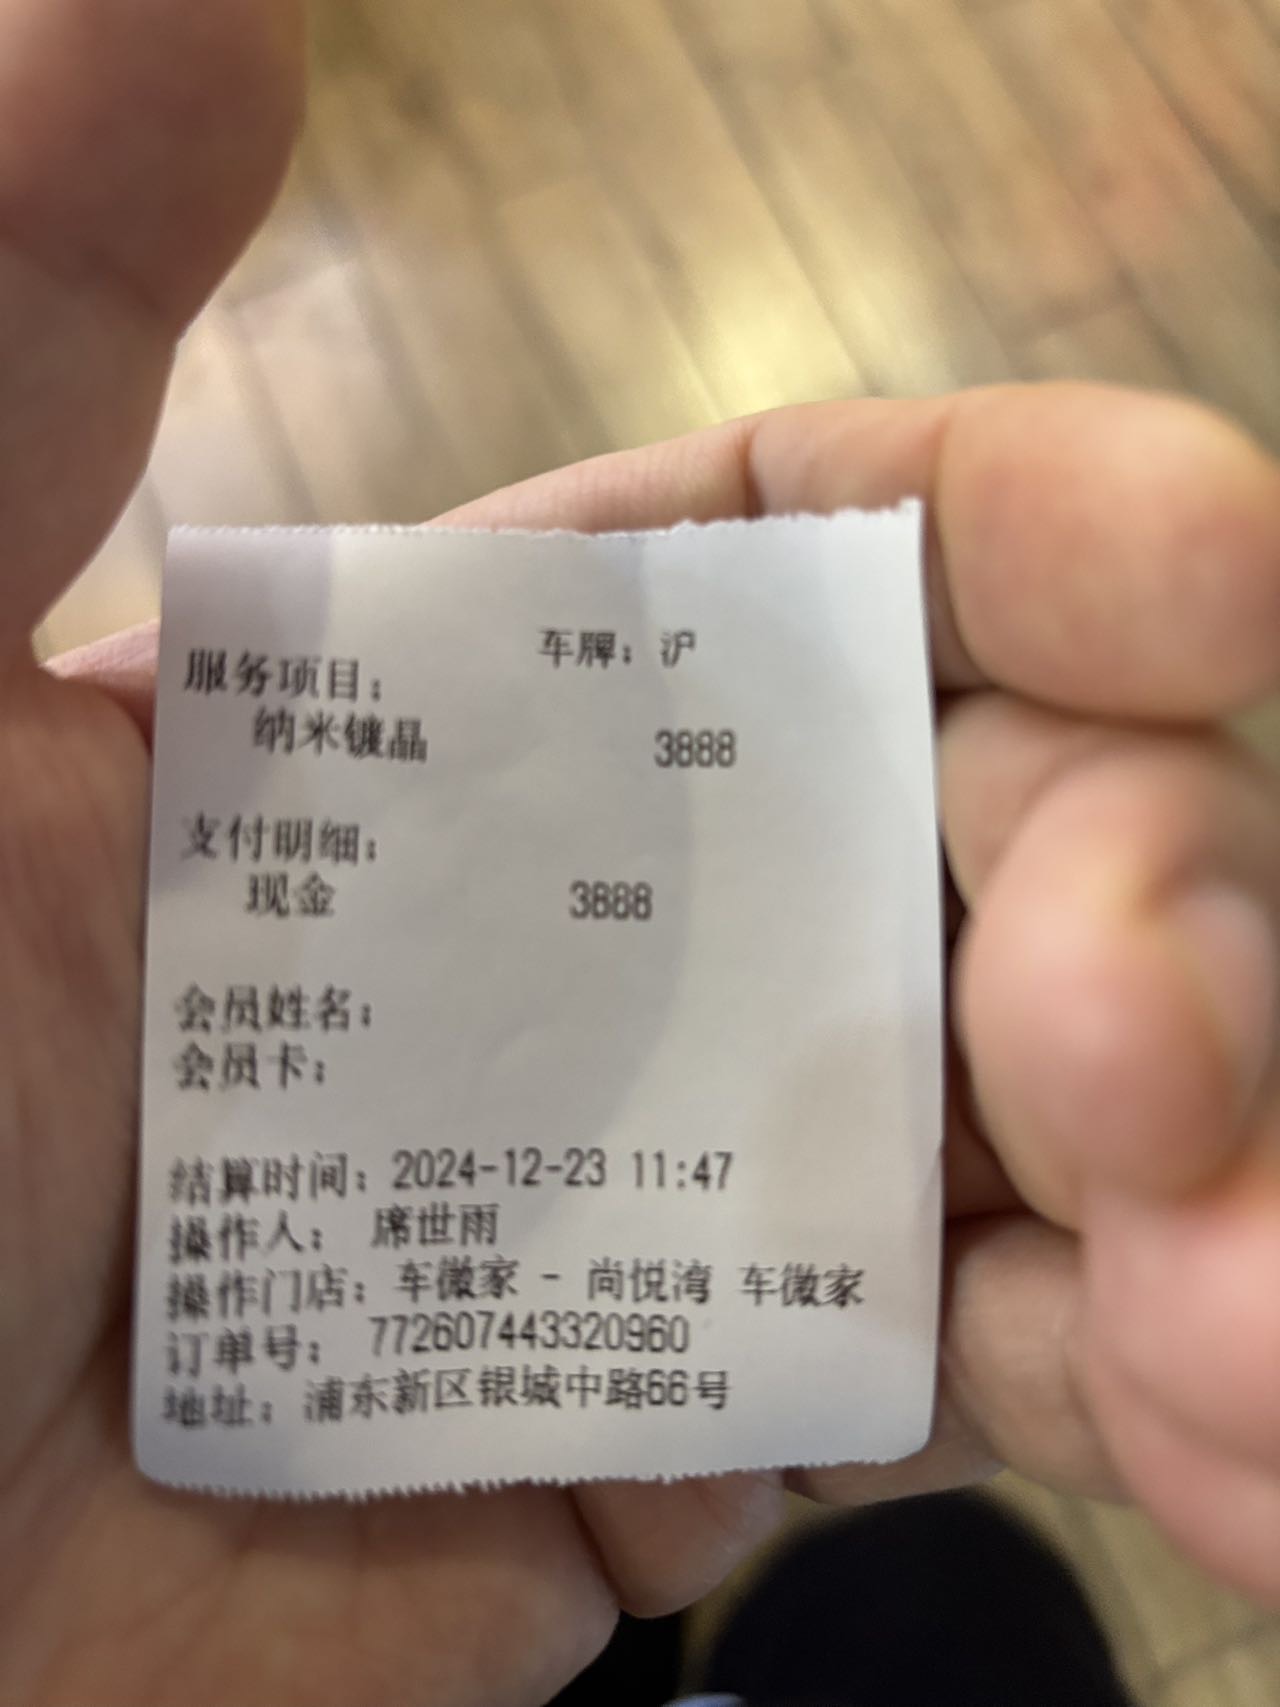 车牌：沪
服务项目：
纳米镀晶 3888
支付明细：
现金 3888
会员姓名：
会员卡：
结算时间：2024-12-23 11:47
操作人： 席世雨
操作门店：车微家 - 尚悦湾 车微家
订单号： 772607443320960
地址：浦东新区银城中路66号